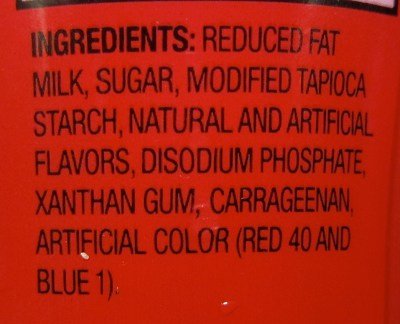 INGREDIENTS: REDUCED FAT
MILK, SUGAR, MODIFIED TAPIOCA
STARCH, NATURAL AND ARTIFICIAL
FLAVORS, DISODIUM PHOSPHATE,
XANTHAN GUM, CARRAGEENAN,
ARTIFICIAL COLOR (RED 40 AND
BLUE 1).